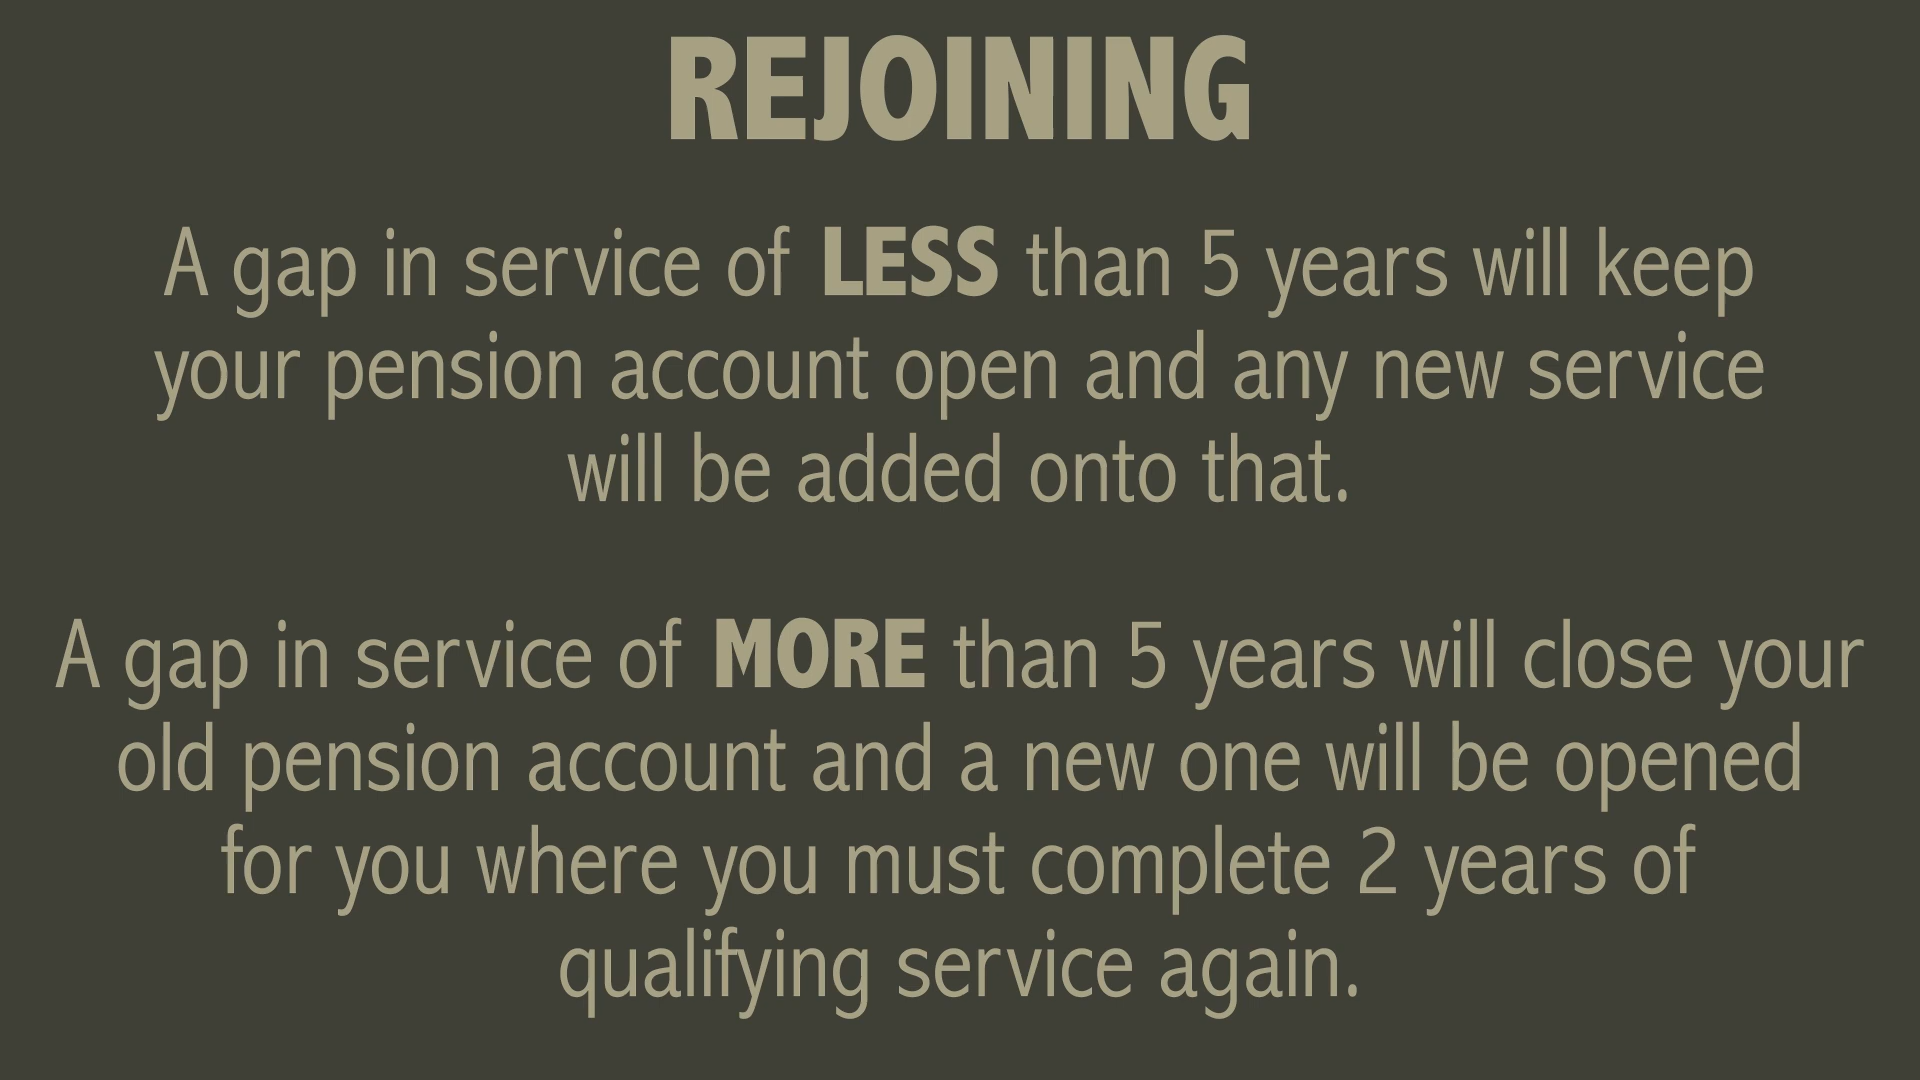 REJOINING
A gap in service of LESS than 5 years will keep
your pension account open and any new service
will be added onto that.
A gap in service of MORE than 5 years will close your
old pension account and a new one will be opened
for you where you must complete 2 years of
qualifying service again.